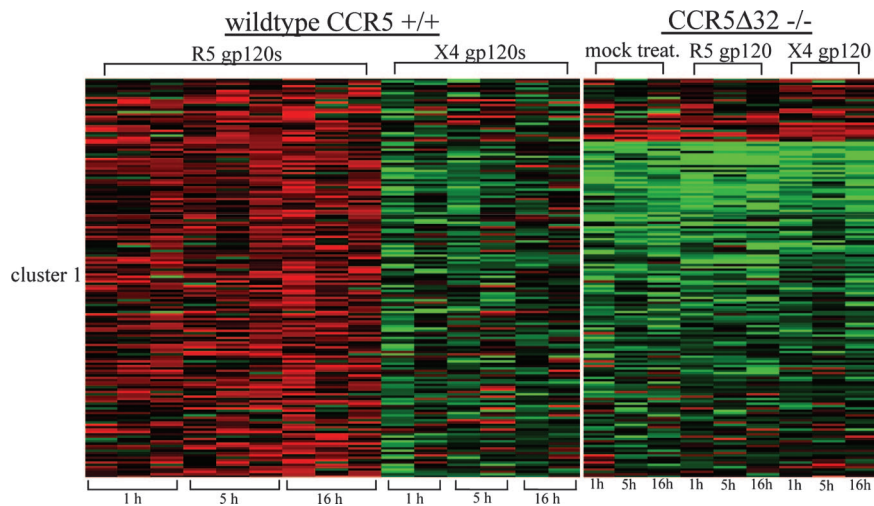 wildtype CCR5 +/+ CCR5Δ32 -/-
R5 gp120s X4 gp120s mock treat. R5 gp120 X4 gp120
cluster 1
1 h 5 h 16 h 1 h 5 h 16 h 1h 5h 16h 1h 5h 16h 1h 5h 16h